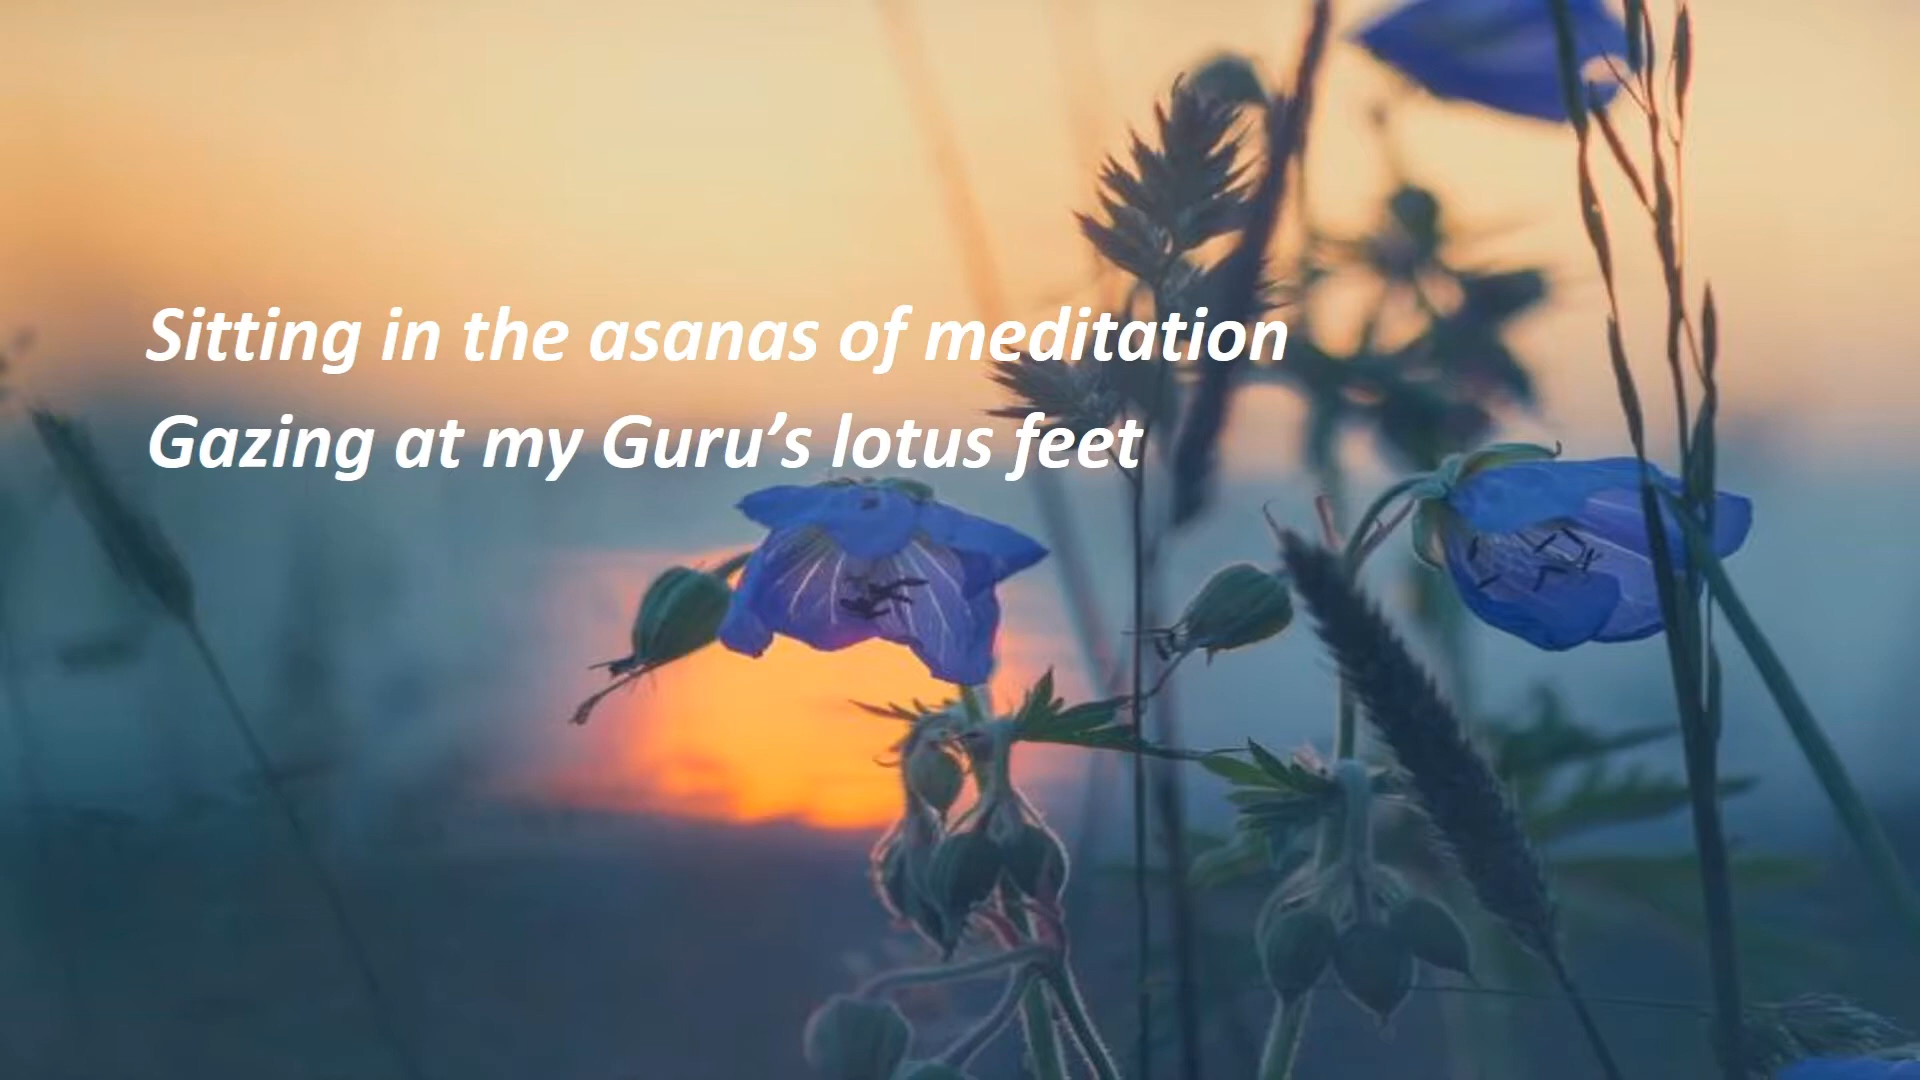 Sitting in the asanas of meditation
Gazing at my Guru’s lotus feet